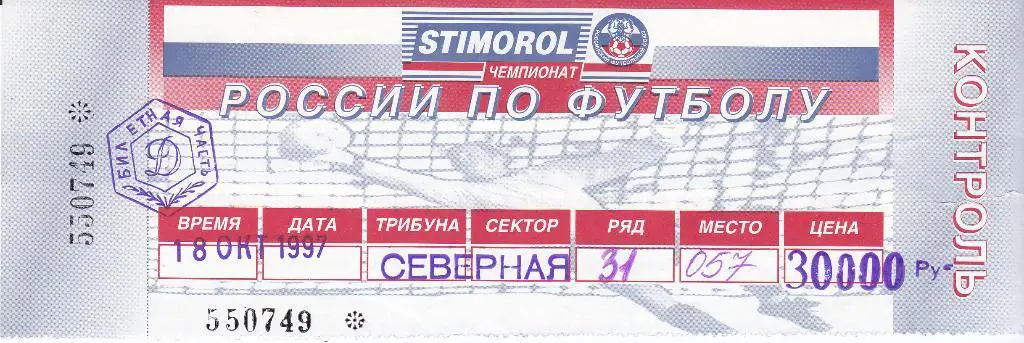 STIMOROL
ЧЕМПИОНАТ
РОССИИ ПО ФУТБОЛУ
КОНТРОЛЬ
550749 *
БИЛЕТНАЯ ЧАСТЬ
Д
ВРЕМЯ ДАТА ТРИБУНА СЕКТОР РЯД МЕСТО ЦЕНА
18 ОКТ 1997 СЕВЕРНАЯ 31 057 30000 Ру
550749 *